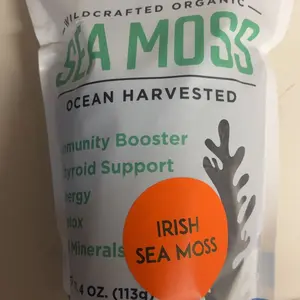 WILDCRAFTED ORGANIC
SEA MOSS
OCEAN HARVESTED
munity Booster
yroid Support
ergy
tox
Minerals
4 OZ. (113g)
IRISH
SEA MOSS